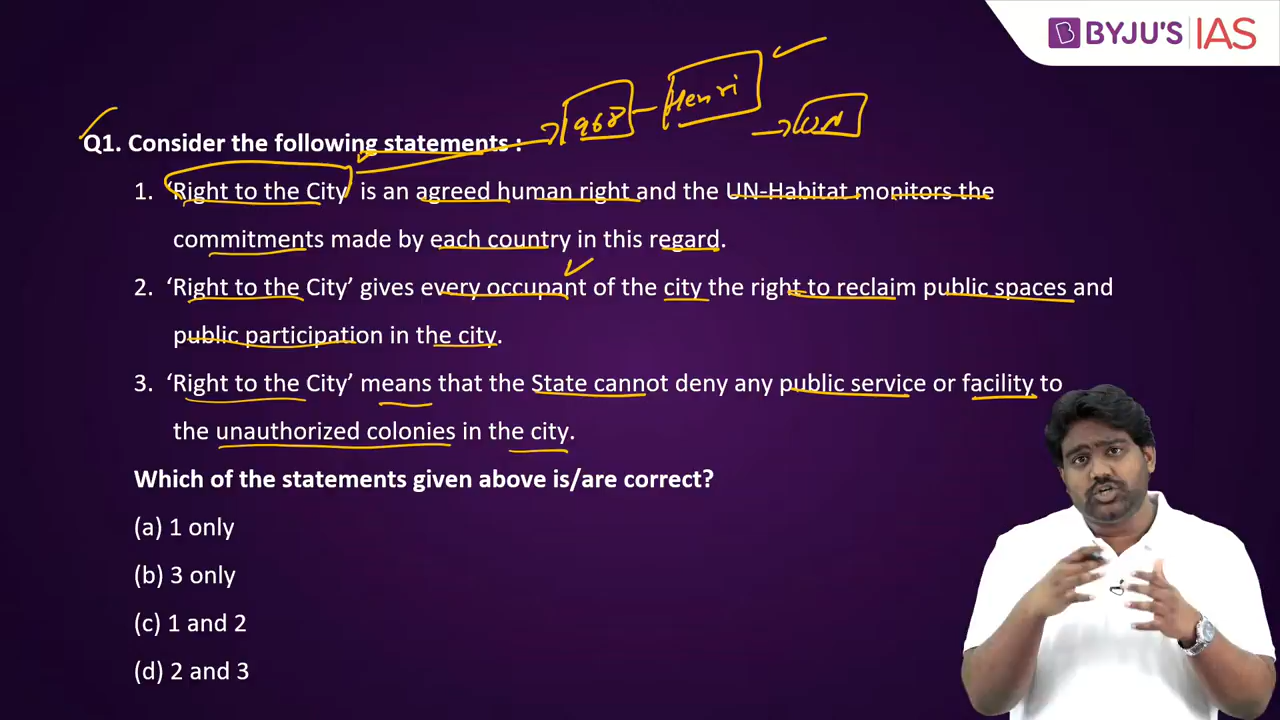 BYJU'S IAS
1968 Henri
UN
Q1. Consider the following statements :
1. ‘Right to the City’ is an agreed human right and the UN-Habitat monitors the
commitments made by each country in this regard.
2. ‘Right to the City’ gives every occupant of the city the right to reclaim public spaces and
public participation in the city.
3. ‘Right to the City’ means that the State cannot deny any public service or facility to
the unauthorized colonies in the city.
Which of the statements given above is/are correct?
(a) 1 only
(b) 3 only
(c) 1 and 2
(d) 2 and 3